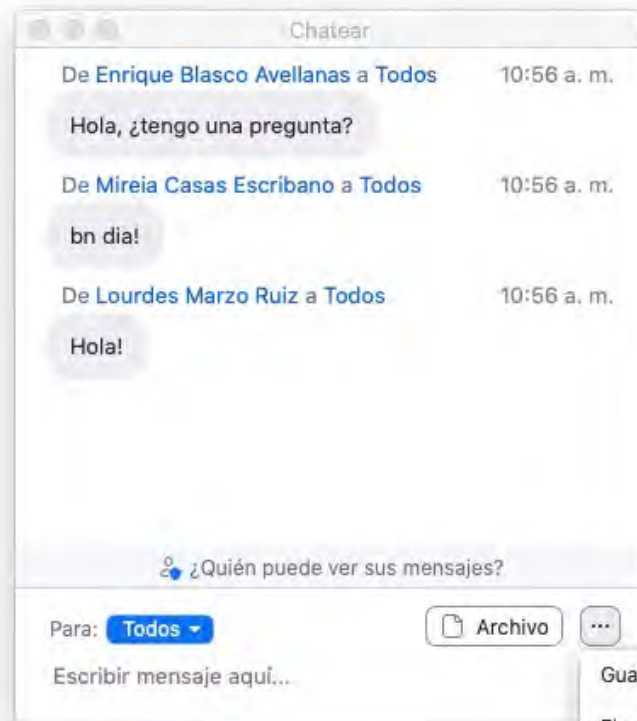 Chatear
De Enrique Blasco Avellanas a Todos 10:56 a. m.
Hola, ¿tengo una pregunta?
De Mireia Casas Escribano a Todos 10:56 a. m.
bn dia!
De Lourdes Marzo Ruiz a Todos 10:56 a. m.
Hola!
¿Quién puede ver sus mensajes?
Para: Todos Archivo ...
Escribir mensaje aquí...
Gua